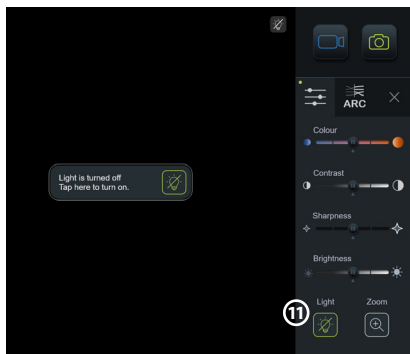 ARC
Colour
Contrast
Light is turned off
Tap here to turn on.
Sharpness
Brightness
Light Zoom
11